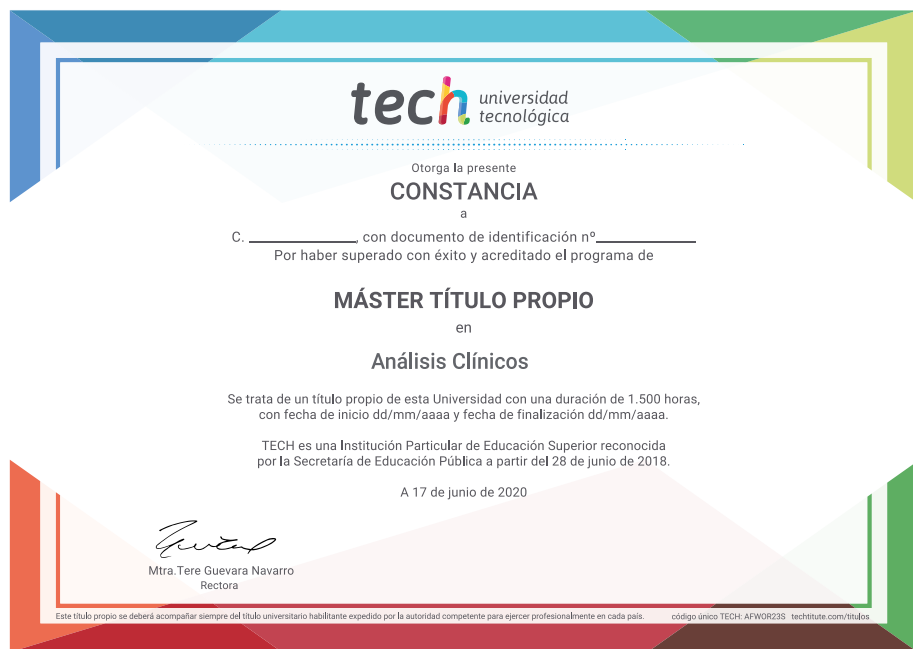 tech universidad
tecnológica
Otorga la presente
CONSTANCIA
a
C. ____________, con documento de identificación nº___________
Por haber superado con éxito y acreditado el programa de
MÁSTER TÍTULO PROPIO
en
Análisis Clínicos
Se trata de un título propio de esta Universidad con una duración de 1.500 horas,
con fecha de inicio dd/mm/aaaa y fecha de finalización dd/mm/aaaa.
TECH es una Institución Particular de Educación Superior reconocida
por la Secretaría de Educación Pública a partir del 28 de junio de 2018.
A 17 de junio de 2020
Mtra.Tere Guevara Navarro
Rectora
Este título propio se deberá acompañar siempre del título universitario habilitante expedido por la autoridad competente para ejercer profesionalmente en cada país. código único TECH: AFWOR23S techtitute.com/titulos